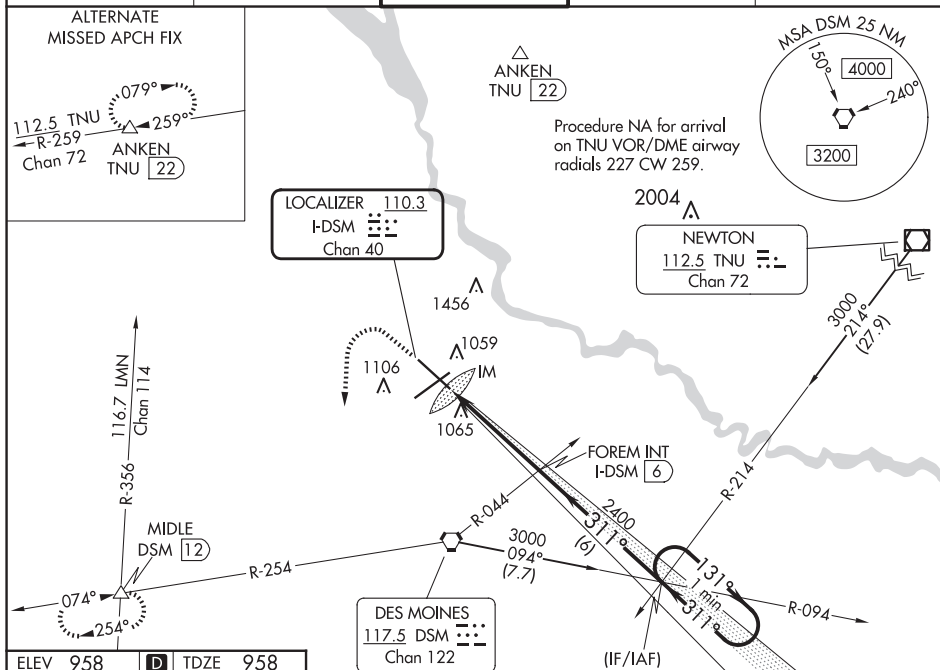 ALTERNATE
MISSED APCH FIX
079°
259°
112.5 TNU
R-259
Chan 72
ANKEN
TNU 22
ANKEN
TNU 22
MSA DSM 25 NM
150°
4000
240°
3200
Procedure NA for arrival
on TNU VOR/DME airway
radials 227 CW 259.
2004
LOCALIZER 110.3
I-DSM
Chan 40
NEWTON
112.5 TNU
Chan 72
1456
1059
IM
1106
1065
3000
214°
(27.9)
R-214
116.7 LMN
Chan 114
R-356
FOREM INT
I-DSM 6
R-044
2400
311°
(6)
MIDLE
DSM 12
R-254
3000
094°
(7.7)
131°
1 min
311°
R-094
074°
254°
DES MOINES
117.5 DSM
Chan 122
(IF/IAF)
ELEV 958 D TDZE 958